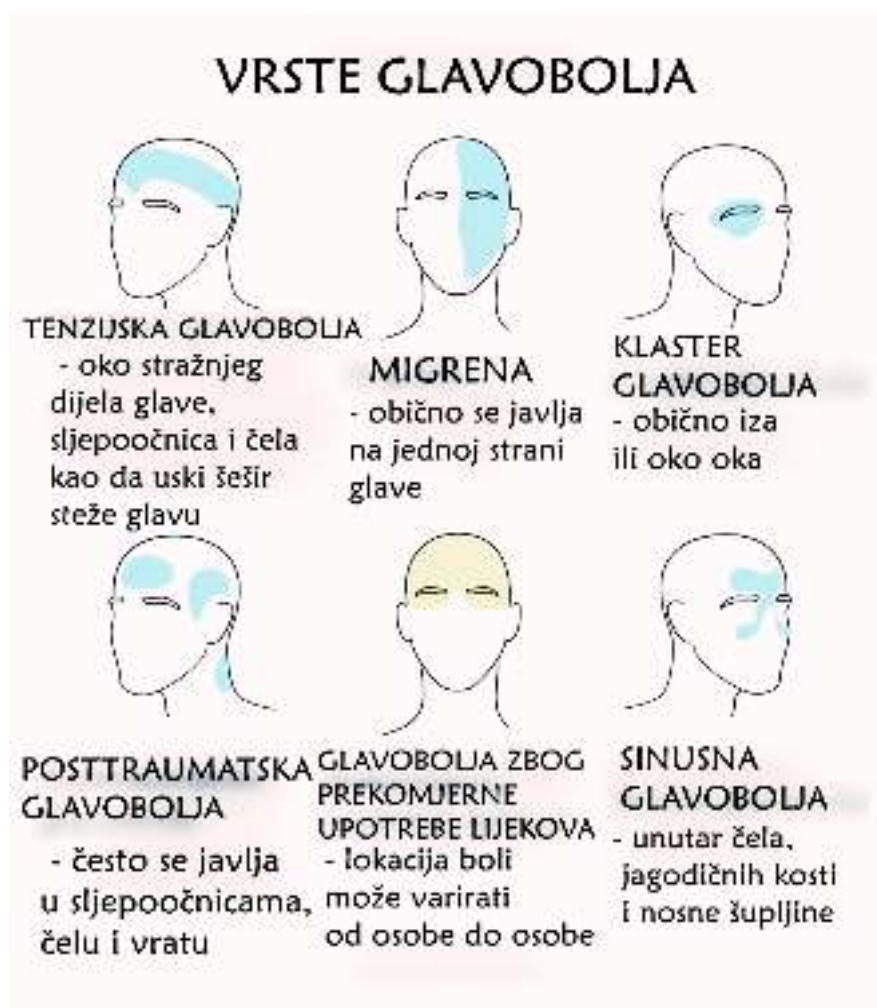 VRSTE GLAVOBOLJA
TENZIJSKA GLAVOBOLJA
- oko stražnjeg
dijela glave,
sljepoočnica i čela
kao da uski šešir
steže glavu
MIGRENA
- obično se javlja
na jednoj strani
glave
KLASTER
GLAVOBOLJA
- obično iza
ili oko oka
POSTTRAUMATSKA
GLAVOBOLJA
- često se javlja
u sljepoočnicama,
čelu i vratu
GLAVOBOLJA ZBOG
PREKOMJERNE
UPOTREBE LIJEKOVA
- lokacija boli
može varirati
od osobe do osobe
SINUSNA
GLAVOBOLJA
- unutar čela,
jagodičnih kosti
i nosne šupljine